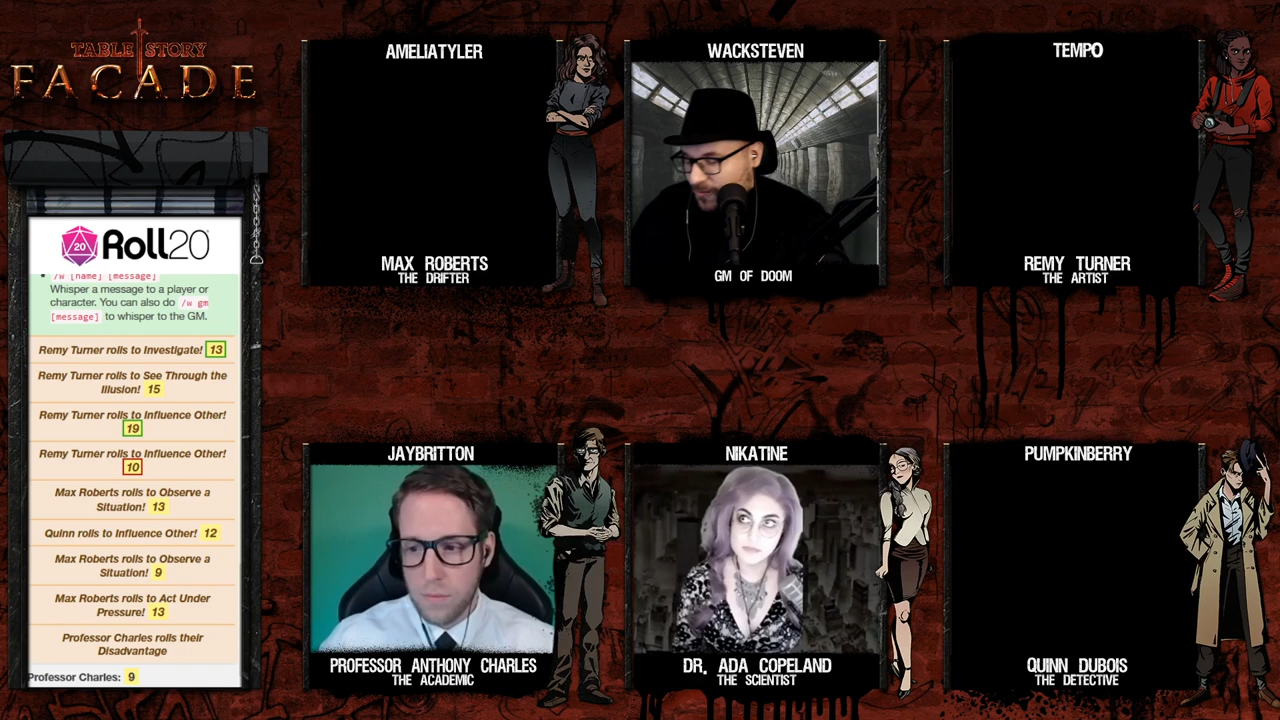 TABLE STORY
FACADE
20
Roll20
/w [name] [message]
Whisper a message to a player or
character. You can also do /w gm
[message] to whisper to the GM.
Remy Turner rolls to Investigate! 13
Remy Turner rolls to See Through the
Illusion! 15
Remy Turner rolls to Influence Other!
19
Remy Turner rolls to Influence Other!
10
Max Roberts rolls to Observe a
Situation! 13
Quinn rolls to Influence Other! 12
Max Roberts rolls to Observe a
Situation! 9
Max Roberts rolls to Act Under
Pressure! 13
Professor Charles rolls their
Disadvantage
Professor Charles: 9
AMELIATYLER
MAX ROBERTS
THE DRIFTER
WACKSTEVEN
GM OF DOOM
TEMPO
REMY TURNER
THE ARTIST
JAYBRITTON
PROFESSOR ANTHONY CHARLES
THE ACADEMIC
NIKATINE
DR. ADA COPELAND
THE SCIENTIST
PUMPKINBERRY
QUINN DUBOIS
THE DETECTIVE